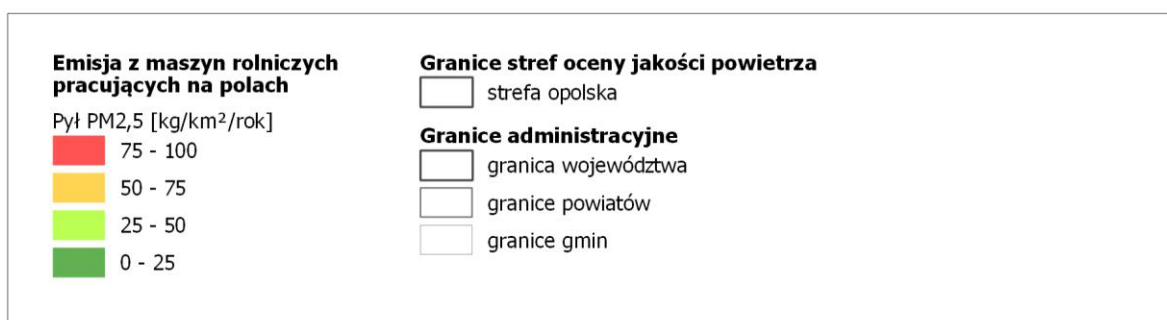 Emisja z maszyn rolniczych
pracujących na polach
Pył PM2,5 [kg/km²/rok]
75 - 100
50 - 75
25 - 50
0 - 25
Granice stref oceny jakości powietrza
strefa opolska
Granice administracyjne
granica województwa
granice powiatów
granice gmin